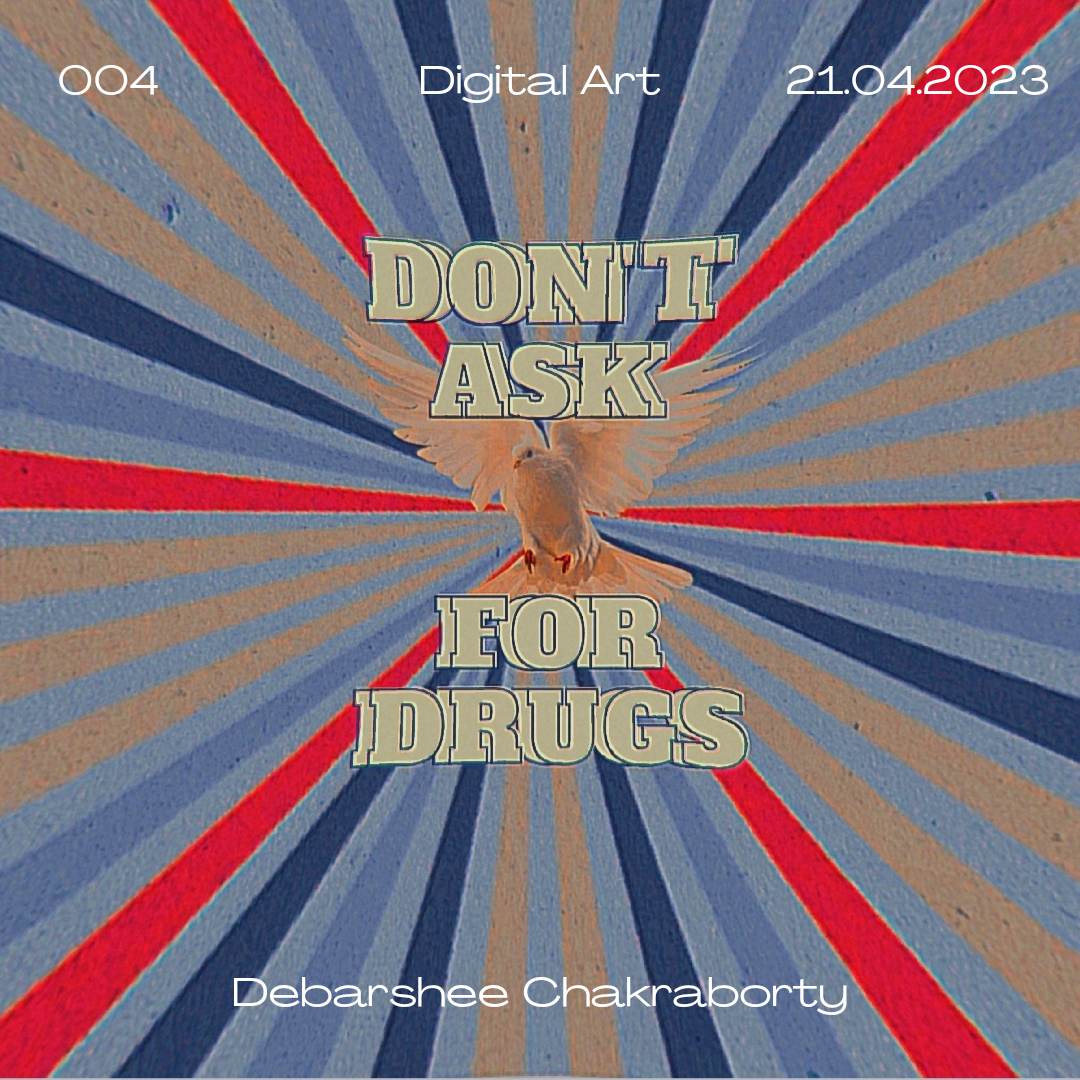 004 Digital Art 21.04.2023
DON'T
ASK
FOR
DRUGS
Debarshee Chakraborty